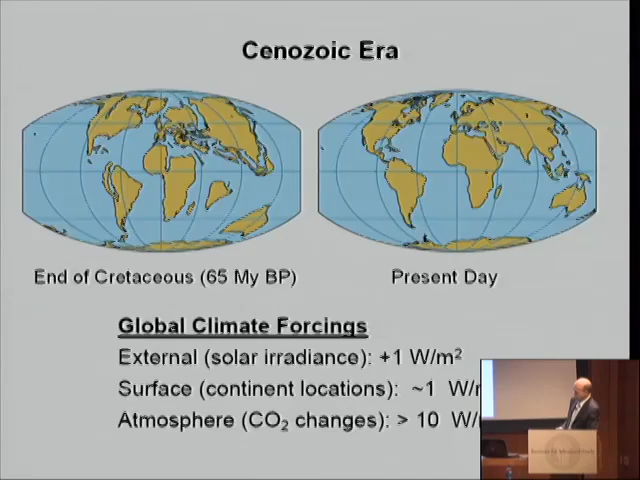 Cenozoic Era
End of Cretaceous (65 My BP)
Present Day
Global Climate Forcings
External (solar irradiance): +1 W/m²
Surface (continent locations): ~1 W/
Atmosphere (CO₂ changes): > 10 W/